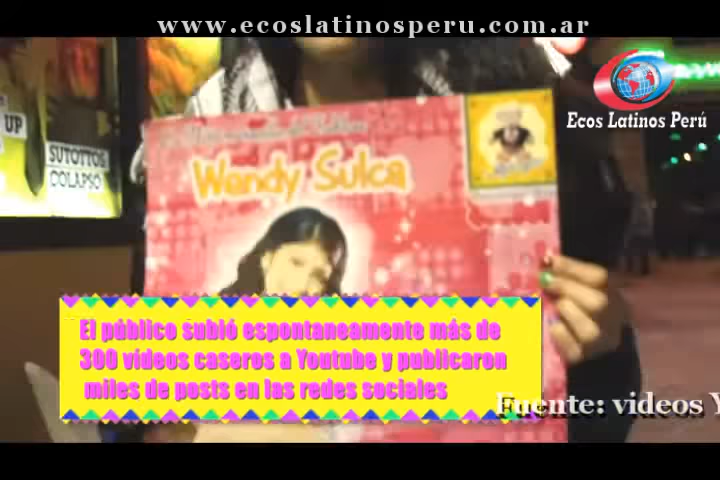 www.ecoslatinosperu.com.ar
Ecos Latinos Perú
UP
SUTOTTOS
COLAPSO
Wendy Sulca
El público subió espontaneamente más de
300 videos caseros a Youtube y publicaron
miles de posts en las redes sociales
Fuente: videos Y